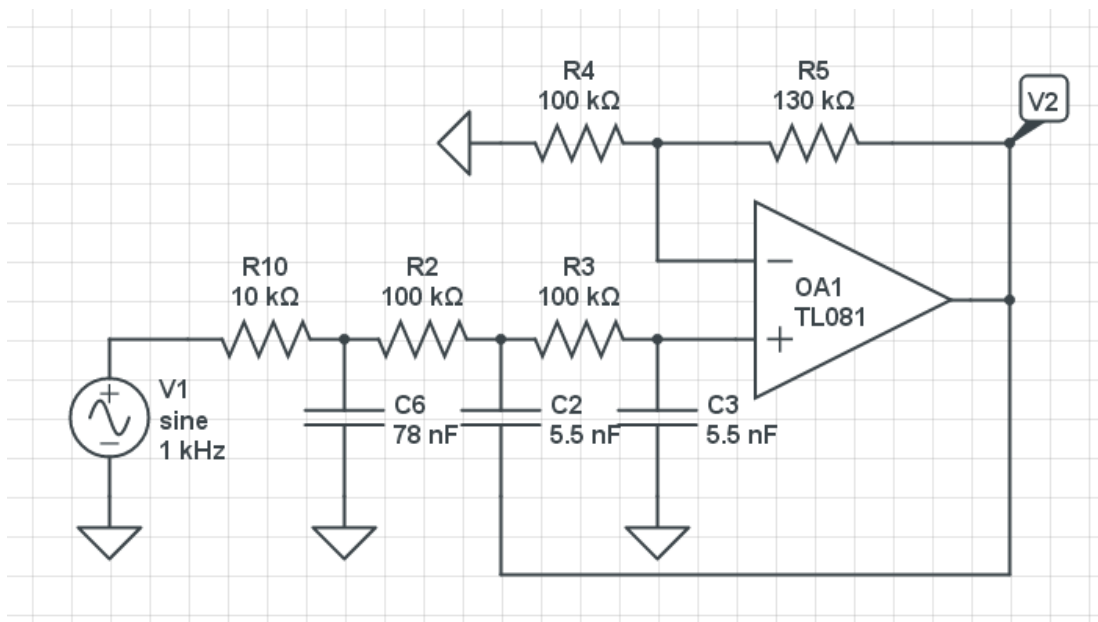 R4
100 kΩ
R5
130 kΩ
V2
R10
10 kΩ
R2
100 kΩ
R3
100 kΩ
OA1
TL081
V1
sine
1 kHz
C6
78 nF
C2
5.5 nF
C3
5.5 nF